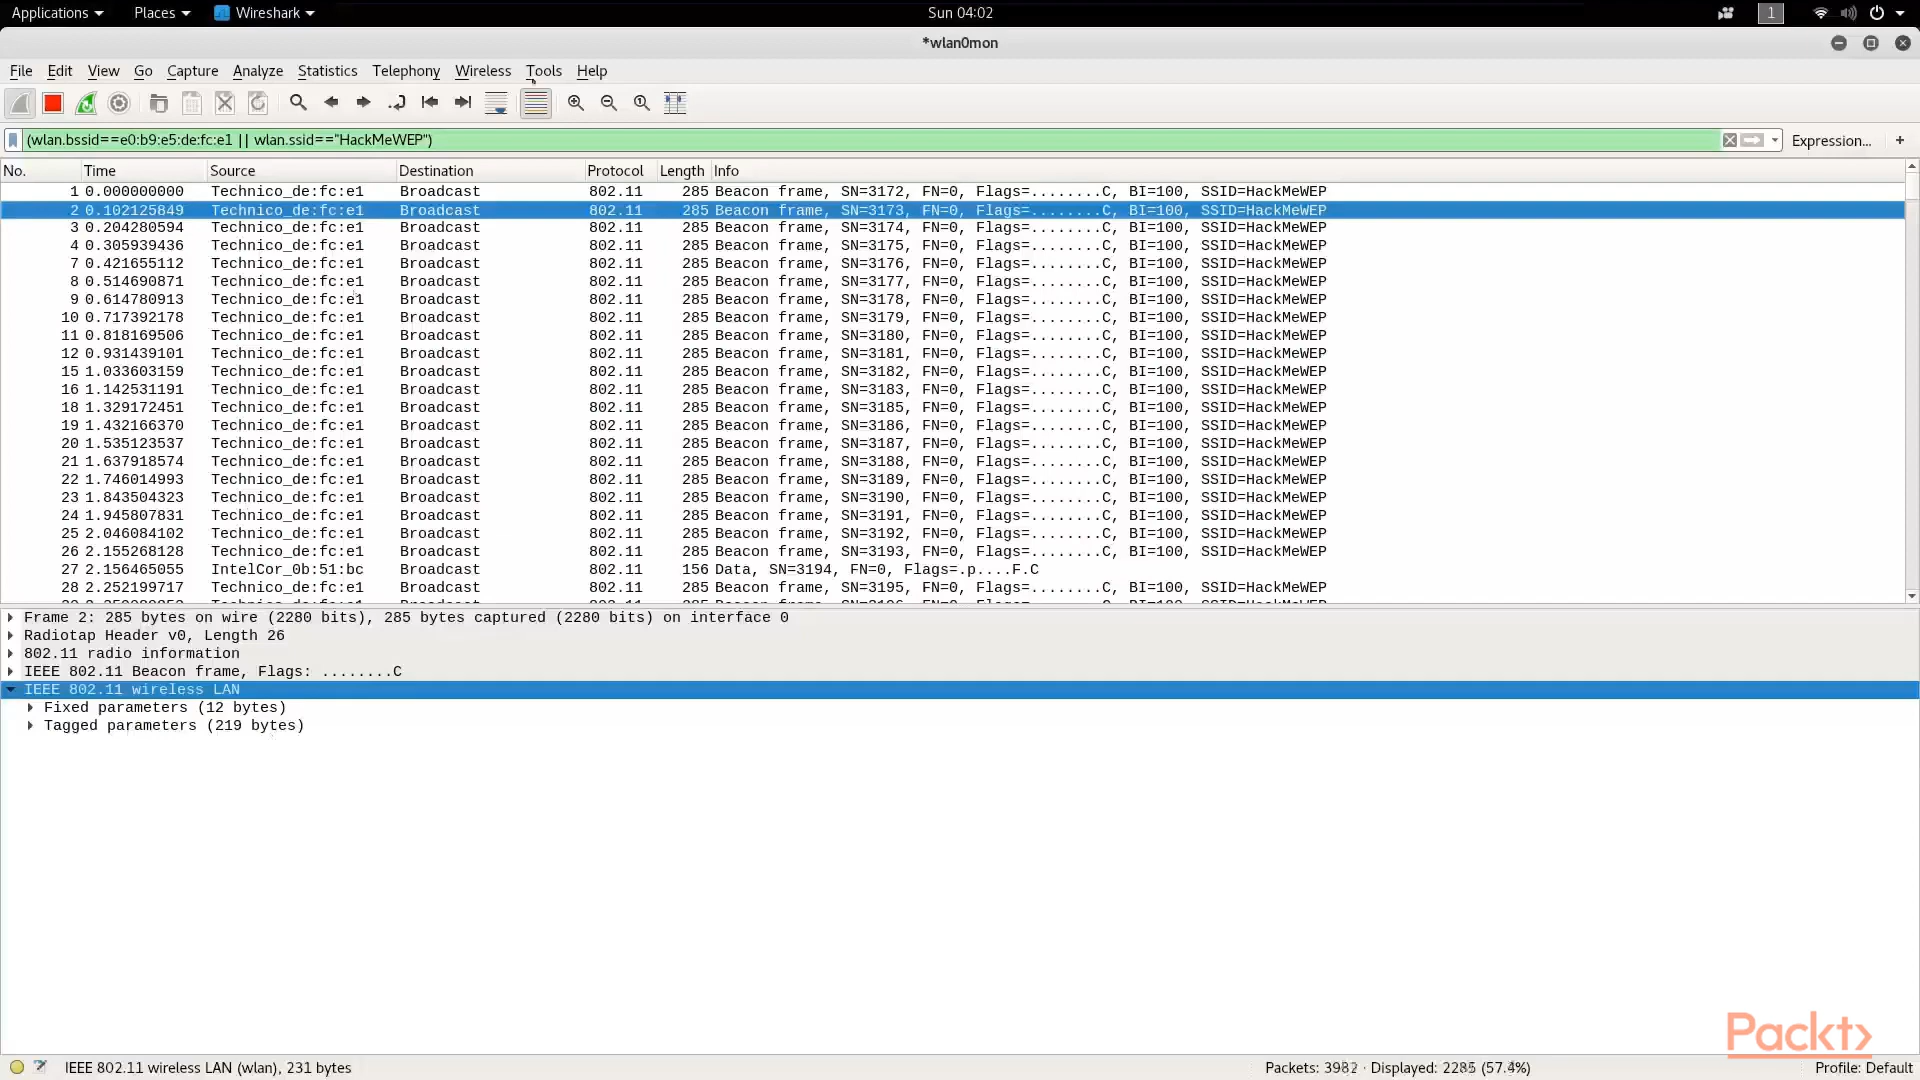 Applications Places Wireshark Sun 04:02 1
*wlan0mon
File Edit View Go Capture Analyze Statistics Telephony Wireless Tools Help
(wlan.bssid==e0:b9:e5:de:fc:e1 || wlan.ssid=="HackMeWEP") Expression... +
No. Time Source Destination Protocol Length Info
1 0.000000000 Technico_de:fc:e1 Broadcast 802.11 285 Beacon frame, SN=3172, FN=0, Flags=........C, BI=100, SSID=HackMeWEP
2 0.102125849 Technico_de:fc:e1 Broadcast 802.11 285 Beacon frame, SN=3173, FN=0, Flags=........C, BI=100, SSID=HackMeWEP
3 0.204280594 Technico_de:fc:e1 Broadcast 802.11 285 Beacon frame, SN=3174, FN=0, Flags=........C, BI=100, SSID=HackMeWEP
4 0.305939436 Technico_de:fc:e1 Broadcast 802.11 285 Beacon frame, SN=3175, FN=0, Flags=........C, BI=100, SSID=HackMeWEP
7 0.421655112 Technico_de:fc:e1 Broadcast 802.11 285 Beacon frame, SN=3176, FN=0, Flags=........C, BI=100, SSID=HackMeWEP
8 0.514690871 Technico_de:fc:e1 Broadcast 802.11 285 Beacon frame, SN=3177, FN=0, Flags=........C, BI=100, SSID=HackMeWEP
9 0.614780913 Technico_de:fc:e1 Broadcast 802.11 285 Beacon frame, SN=3178, FN=0, Flags=........C, BI=100, SSID=HackMeWEP
10 0.717392178 Technico_de:fc:e1 Broadcast 802.11 285 Beacon frame, SN=3179, FN=0, Flags=........C, BI=100, SSID=HackMeWEP
11 0.818169506 Technico_de:fc:e1 Broadcast 802.11 285 Beacon frame, SN=3180, FN=0, Flags=........C, BI=100, SSID=HackMeWEP
12 0.931439101 Technico_de:fc:e1 Broadcast 802.11 285 Beacon frame, SN=3181, FN=0, Flags=........C, BI=100, SSID=HackMeWEP
15 1.033603159 Technico_de:fc:e1 Broadcast 802.11 285 Beacon frame, SN=3182, FN=0, Flags=........C, BI=100, SSID=HackMeWEP
16 1.142531191 Technico_de:fc:e1 Broadcast 802.11 285 Beacon frame, SN=3183, FN=0, Flags=........C, BI=100, SSID=HackMeWEP
18 1.329172451 Technico_de:fc:e1 Broadcast 802.11 285 Beacon frame, SN=3185, FN=0, Flags=........C, BI=100, SSID=HackMeWEP
19 1.432166370 Technico_de:fc:e1 Broadcast 802.11 285 Beacon frame, SN=3186, FN=0, Flags=........C, BI=100, SSID=HackMeWEP
20 1.535123537 Technico_de:fc:e1 Broadcast 802.11 285 Beacon frame, SN=3187, FN=0, Flags=........C, BI=100, SSID=HackMeWEP
21 1.637918574 Technico_de:fc:e1 Broadcast 802.11 285 Beacon frame, SN=3188, FN=0, Flags=........C, BI=100, SSID=HackMeWEP
22 1.746014993 Technico_de:fc:e1 Broadcast 802.11 285 Beacon frame, SN=3189, FN=0, Flags=........C, BI=100, SSID=HackMeWEP
23 1.843504323 Technico_de:fc:e1 Broadcast 802.11 285 Beacon frame, SN=3190, FN=0, Flags=........C, BI=100, SSID=HackMeWEP
24 1.945807831 Technico_de:fc:e1 Broadcast 802.11 285 Beacon frame, SN=3191, FN=0, Flags=........C, BI=100, SSID=HackMeWEP
25 2.046084102 Technico_de:fc:e1 Broadcast 802.11 285 Beacon frame, SN=3192, FN=0, Flags=........C, BI=100, SSID=HackMeWEP
26 2.155268128 Technico_de:fc:e1 Broadcast 802.11 285 Beacon frame, SN=3193, FN=0, Flags=........C, BI=100, SSID=HackMeWEP
27 2.156465055 IntelCor_0b:51:bc Broadcast 802.11 156 Data, SN=3194, FN=0, Flags=.p....F.C
28 2.252199717 Technico_de:fc:e1 Broadcast 802.11 285 Beacon frame, SN=3195, FN=0, Flags=........C, BI=100, SSID=HackMeWEP
Frame 2: 285 bytes on wire (2280 bits), 285 bytes captured (2280 bits) on interface 0
Radiotap Header v0, Length 26
802.11 radio information
IEEE 802.11 Beacon frame, Flags: ........C
IEEE 802.11 wireless LAN
Fixed parameters (12 bytes)
Tagged parameters (219 bytes)
Packt
IEEE 802.11 wireless LAN (wlan), 231 bytes Packets: 3982 · Displayed: 2285 (57.4%) Profile: Default